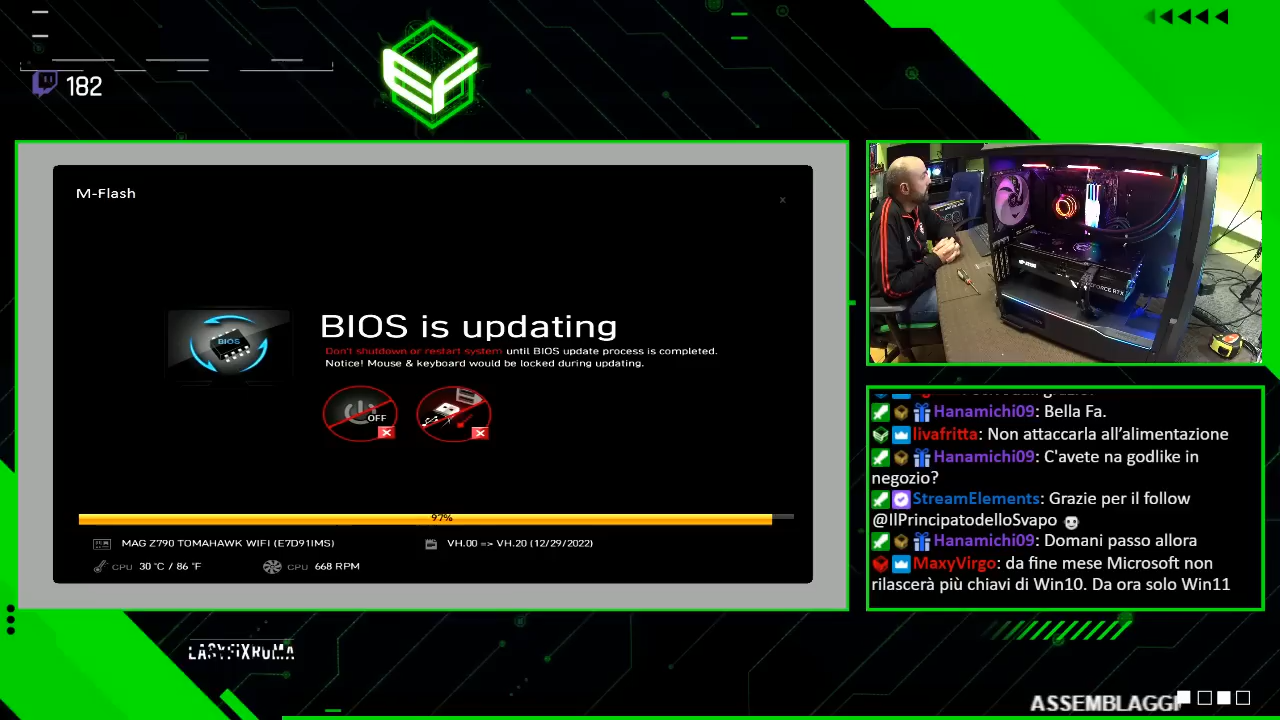 182
EF
M-Flash
x
BIOS
BIOS is updating
Don't shutdown or restart system until BIOS update process is completed.
Notice! Mouse & keyboard would be locked during updating.
OFF
97%
MAG Z790 TOMAHAWK WIFI (E7D91IMS)
VH.00 => VH.20 (12/29/2022)
CPU 30 °C / 86 °F
CPU 668 RPM
GEFORCE RTX
Hanamichi09: Bella Fa.
livafritta: Non attaccarla all'alimentazione
Hanamichi09: C'avete na godlike in
negozio?
StreamElements: Grazie per il follow
@IlPrincipatodelloSvapo
Hanamichi09: Domani passo allora
MaxyVirgo: da fine mese Microsoft non
rilascerà più chiavi di Win10. Da ora solo Win11
ASSEMBLAGGI